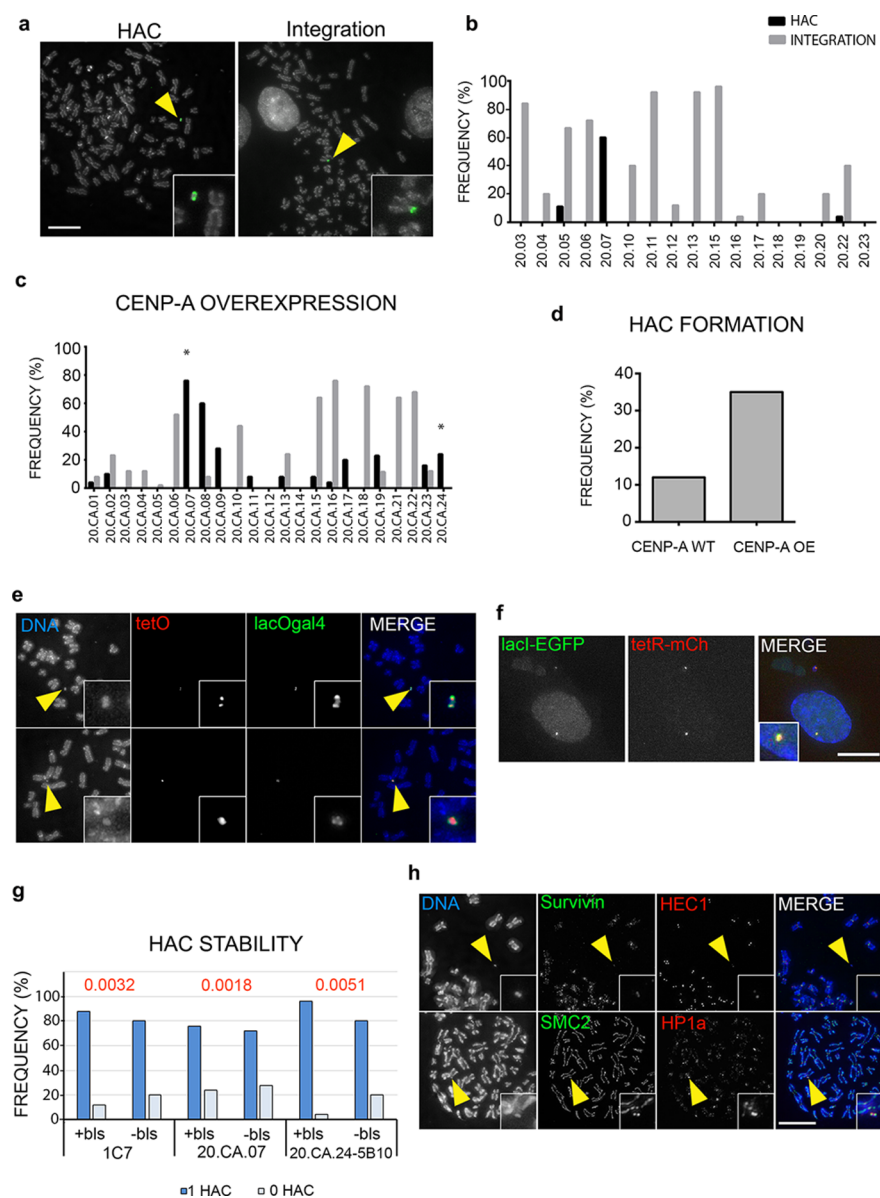 a
HAC
Integration
b
HAC
INTEGRATION
FREQUENCY (%)
80
60
40
20
0
20.03
20.04
20.05
20.06
20.07
20.10
20.11
20.12
20.13
20.15
20.16
20.17
20.18
20.19
20.20
20.22
20.23
c
CENP-A OVEREXPRESSION
FREQUENCY (%)
100
80
60
40
20
0
*
*
20.CA.01
20.CA.02
20.CA.03
20.CA.04
20.CA.05
20.CA.06
20.CA.07
20.CA.08
20.CA.09
20.CA.10
20.CA.11
20.CA.12
20.CA.13
20.CA.14
20.CA.15
20.CA.16
20.CA.17
20.CA.18
20.CA.19
20.CA.21
20.CA.22
20.CA.23
20.CA.24
d
HAC FORMATION
FREQUENCY (%)
40
30
20
10
0
CENP-A WT
CENP-A OE
e
DNA
tetO
lacOgal4
MERGE
f
lacI-EGFP
tetR-mCh
MERGE
g
HAC STABILITY
FREQUENCY (%)
100
80
60
40
20
0
0.0032
0.0018
0.0051
+bls
-bls
+bls
-bls
+bls
-bls
1C7
20.CA.07
20.CA.24-5B10
1 HAC
0 HAC
h
DNA
Survivin
HEC1
MERGE
SMC2
HP1a